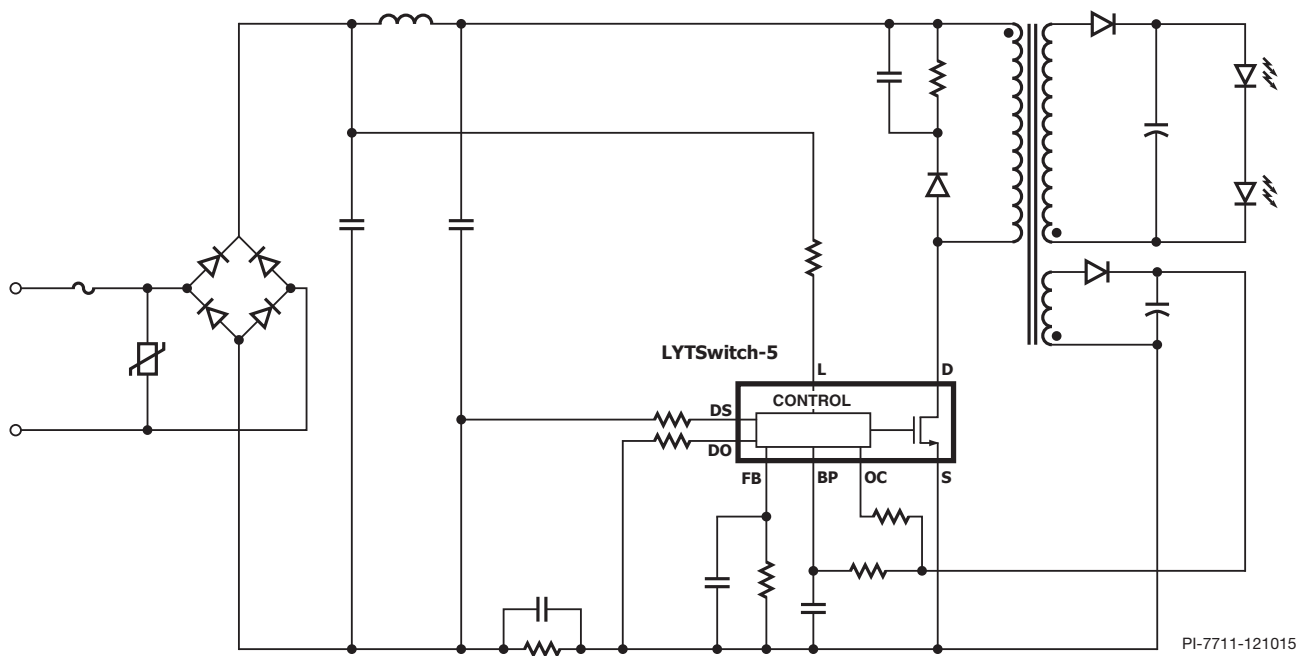 LYTSwitch-5
L
D
CONTROL
DS
DO
FB
BP
OC
S
PI-7711-121015